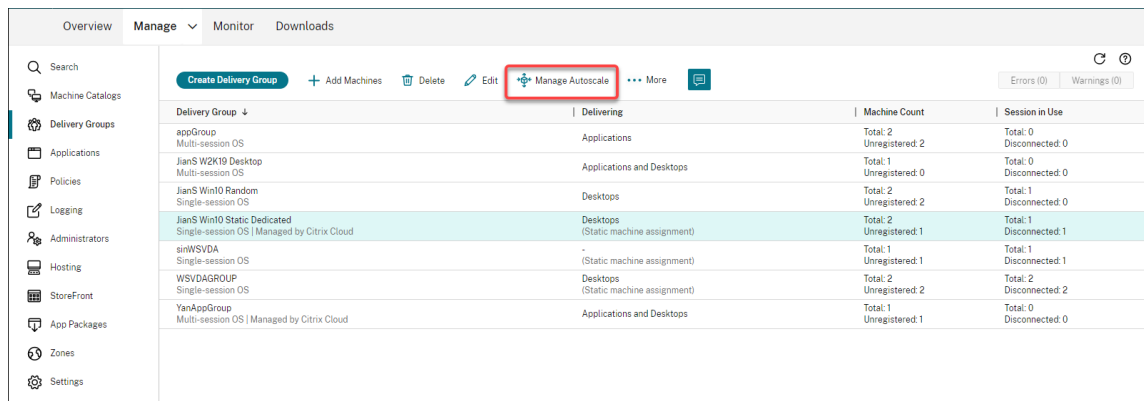 Overview Manage Monitor Downloads
Search
Machine Catalogs
Delivery Groups
Applications
Policies
Logging
Administrators
Hosting
StoreFront
App Packages
Zones
Settings
Create Delivery Group Add Machines Delete Edit Manage Autoscale More
Errors (0) Warnings (0)
Delivery Group Delivering Machine Count Session in Use
appGroup Applications Total: 2 Total: 0
Multi-session OS Unregistered: 2 Disconnected: 0
JianS W2K19 Desktop Applications and Desktops Total: 1 Total: 0
Multi-session OS Unregistered: 0 Disconnected: 0
JianS Win10 Random Desktops Total: 2 Total: 1
Single-session OS Unregistered: 2 Disconnected: 0
JianS Win10 Static Dedicated Desktops Total: 2 Total: 1
Single-session OS | Managed by Citrix Cloud (Static machine assignment) Unregistered: 1 Disconnected: 1
sinWSVDA - Total: 1 Total: 1
Single-session OS (Static machine assignment) Unregistered: 1 Disconnected: 1
WSVDAGROUP Desktops Total: 2 Total: 2
Single-session OS (Static machine assignment) Unregistered: 2 Disconnected: 2
YanAppGroup Applications and Desktops Total: 1 Total: 0
Multi-session OS | Managed by Citrix Cloud Unregistered: 1 Disconnected: 0